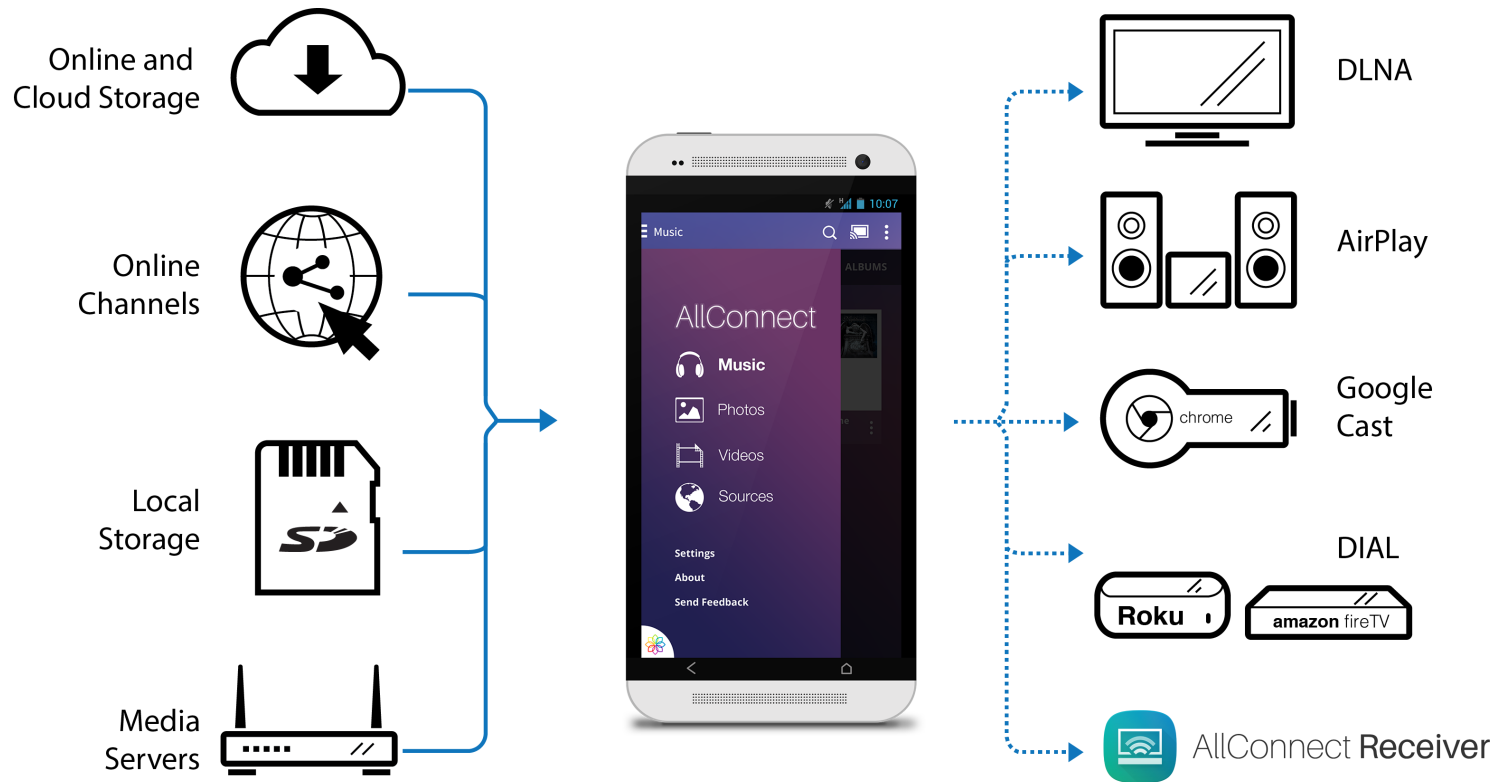 Online and
Cloud Storage
Online
Channels
Local
Storage
SD
Media
Servers
H
10:07
Music
ALBUMS
AllConnect
Music
Photos
Videos
Sources
Settings
About
Send Feedback
DLNA
AirPlay
chrome
Google
Cast
DIAL
Roku
amazon fireTV
AllConnect Receiver